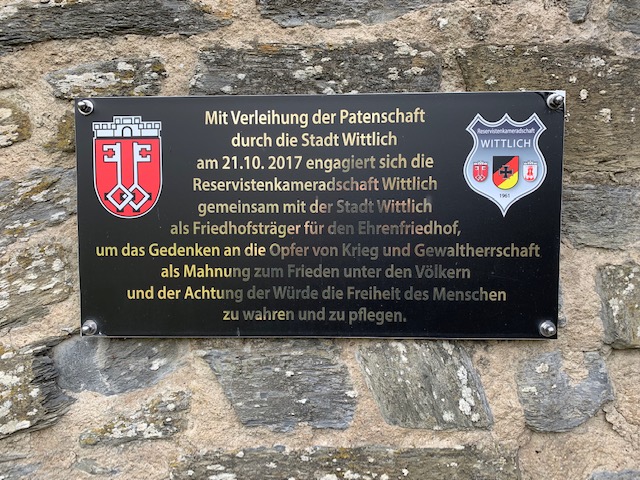 Mit Verleihung der Patenschaft
durch die Stadt Wittlich
am 21.10. 2017 engagiert sich die
Reservistenkameradschaft Wittlich
gemeinsam mit der Stadt Wittlich
als Friedhofsträger für den Ehrenfriedhof,
um das Gedenken an die Opfer von Krieg und Gewaltherrschaft
als Mahnung zum Frieden unter den Völkern
und der Achtung der Würde die Freiheit des Menschen
zu wahren und zu pflegen.
Reservistenkameradschaft
WITTLICH
1961